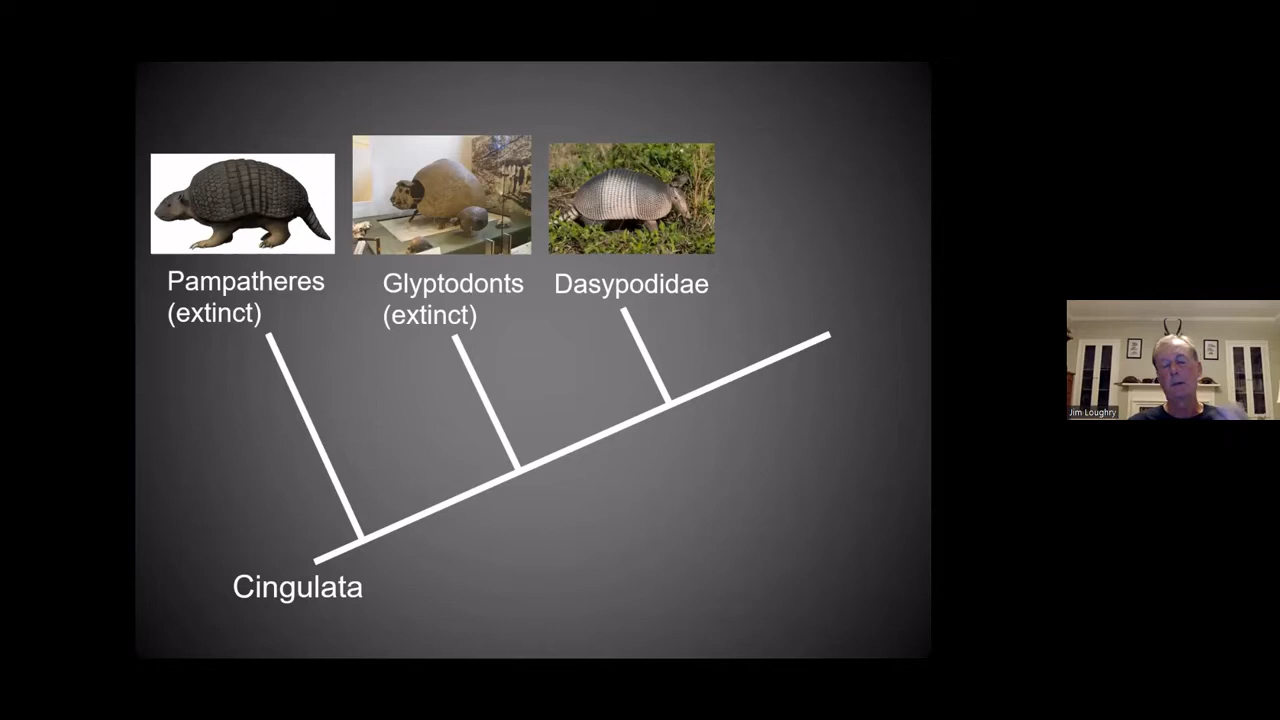 Pampatheres
(extinct)
Glyptodonts
(extinct)
Dasypodidae
Cingulata
Jim Loughry